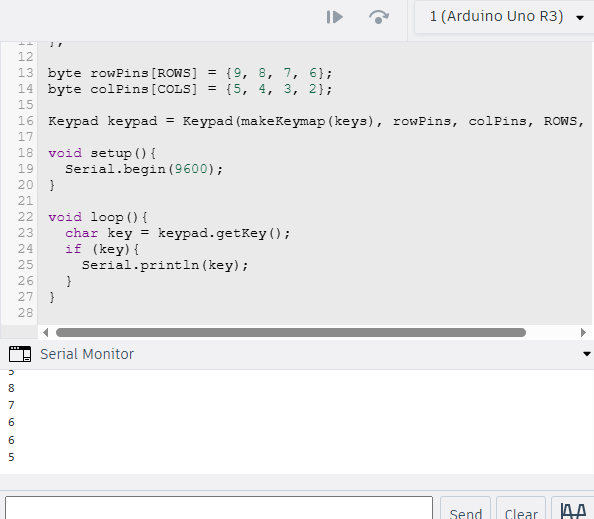 1 (Arduino Uno R3)
12
13 byte rowPins[ROWS] = {9, 8, 7, 6};
14 byte colPins[COLS] = {5, 4, 3, 2};
15
16 Keypad keypad = Keypad(makeKeymap(keys), rowPins, colPins, ROWS,
17
18 void setup(){
19   Serial.begin(9600);
20 }
21
22 void loop(){
23   char key = keypad.getKey();
24   if (key){
25     Serial.println(key);
26   }
27 }
28
Serial Monitor
8
7
6
6
5
Send Clear